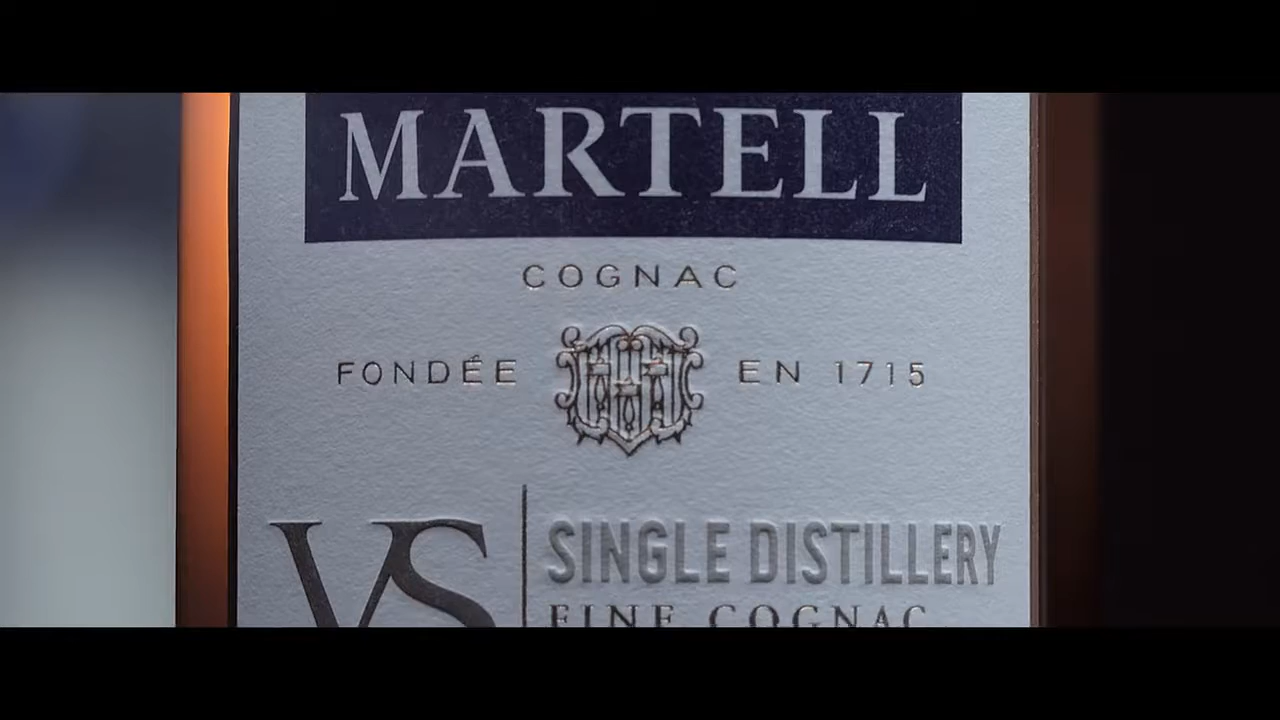 MARTELL
COGNAC
FONDÉE EN 1715
VS SINGLE DISTILLERY
FINE COGNAC